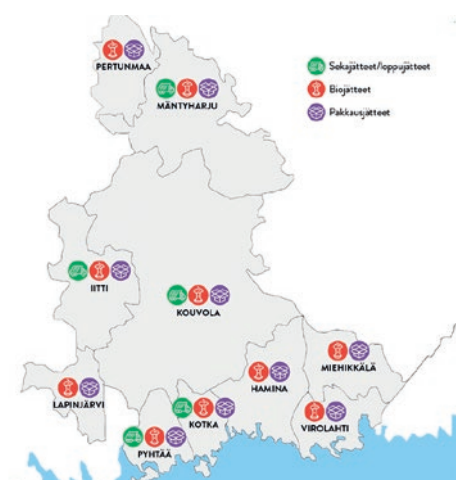 PERTUNMAA
MÄNTYHARJU
Sekajätteet/loppujätteet
Biojätteet
Pakkausjätteet
IITTI
KOUVOLA
MIEHIKKÄLÄ
HAMINA
LAPINJÄRVI
KOTKA
VIROLAHTI
PYHTÄÄ